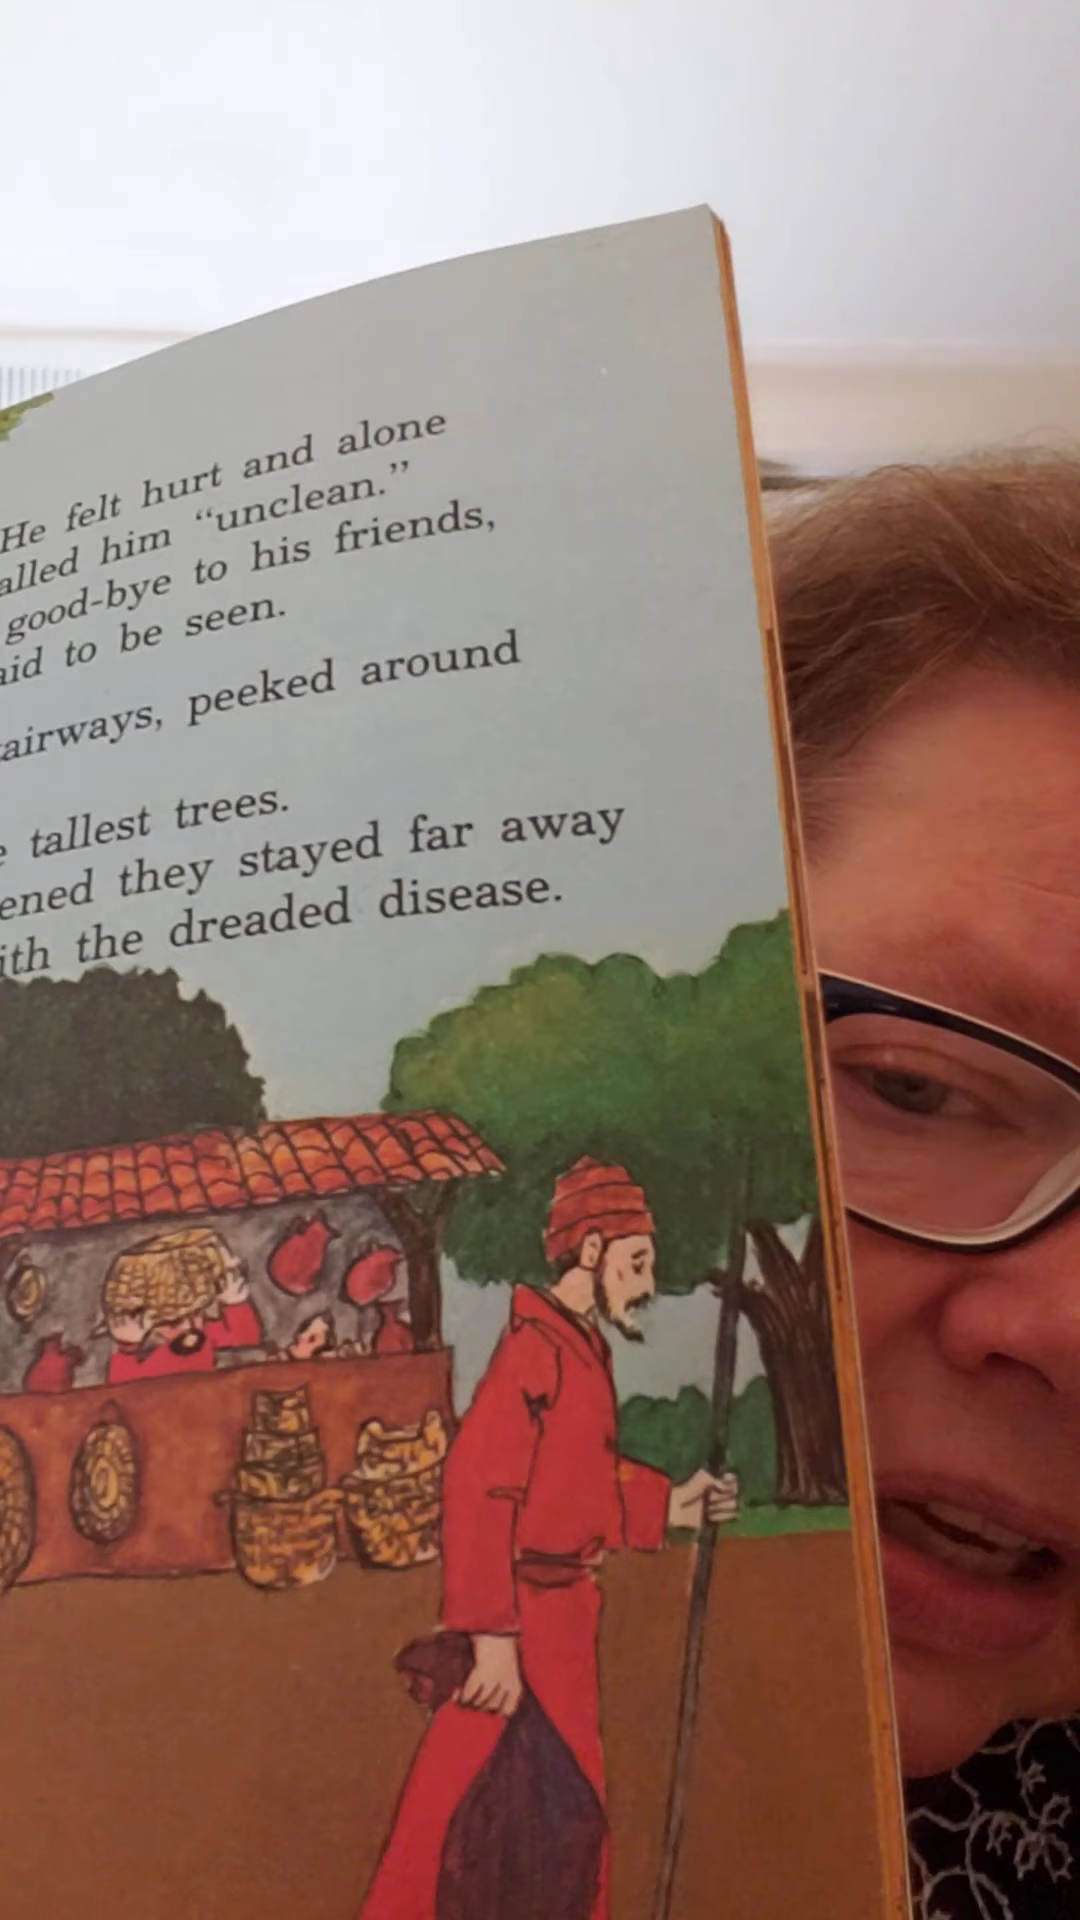 He felt hurt and alone
alled him “unclean.”
good-bye to his friends,
aid to be seen.
airways, peeked around
tallest trees.
ened they stayed far away
ith the dreaded disease.